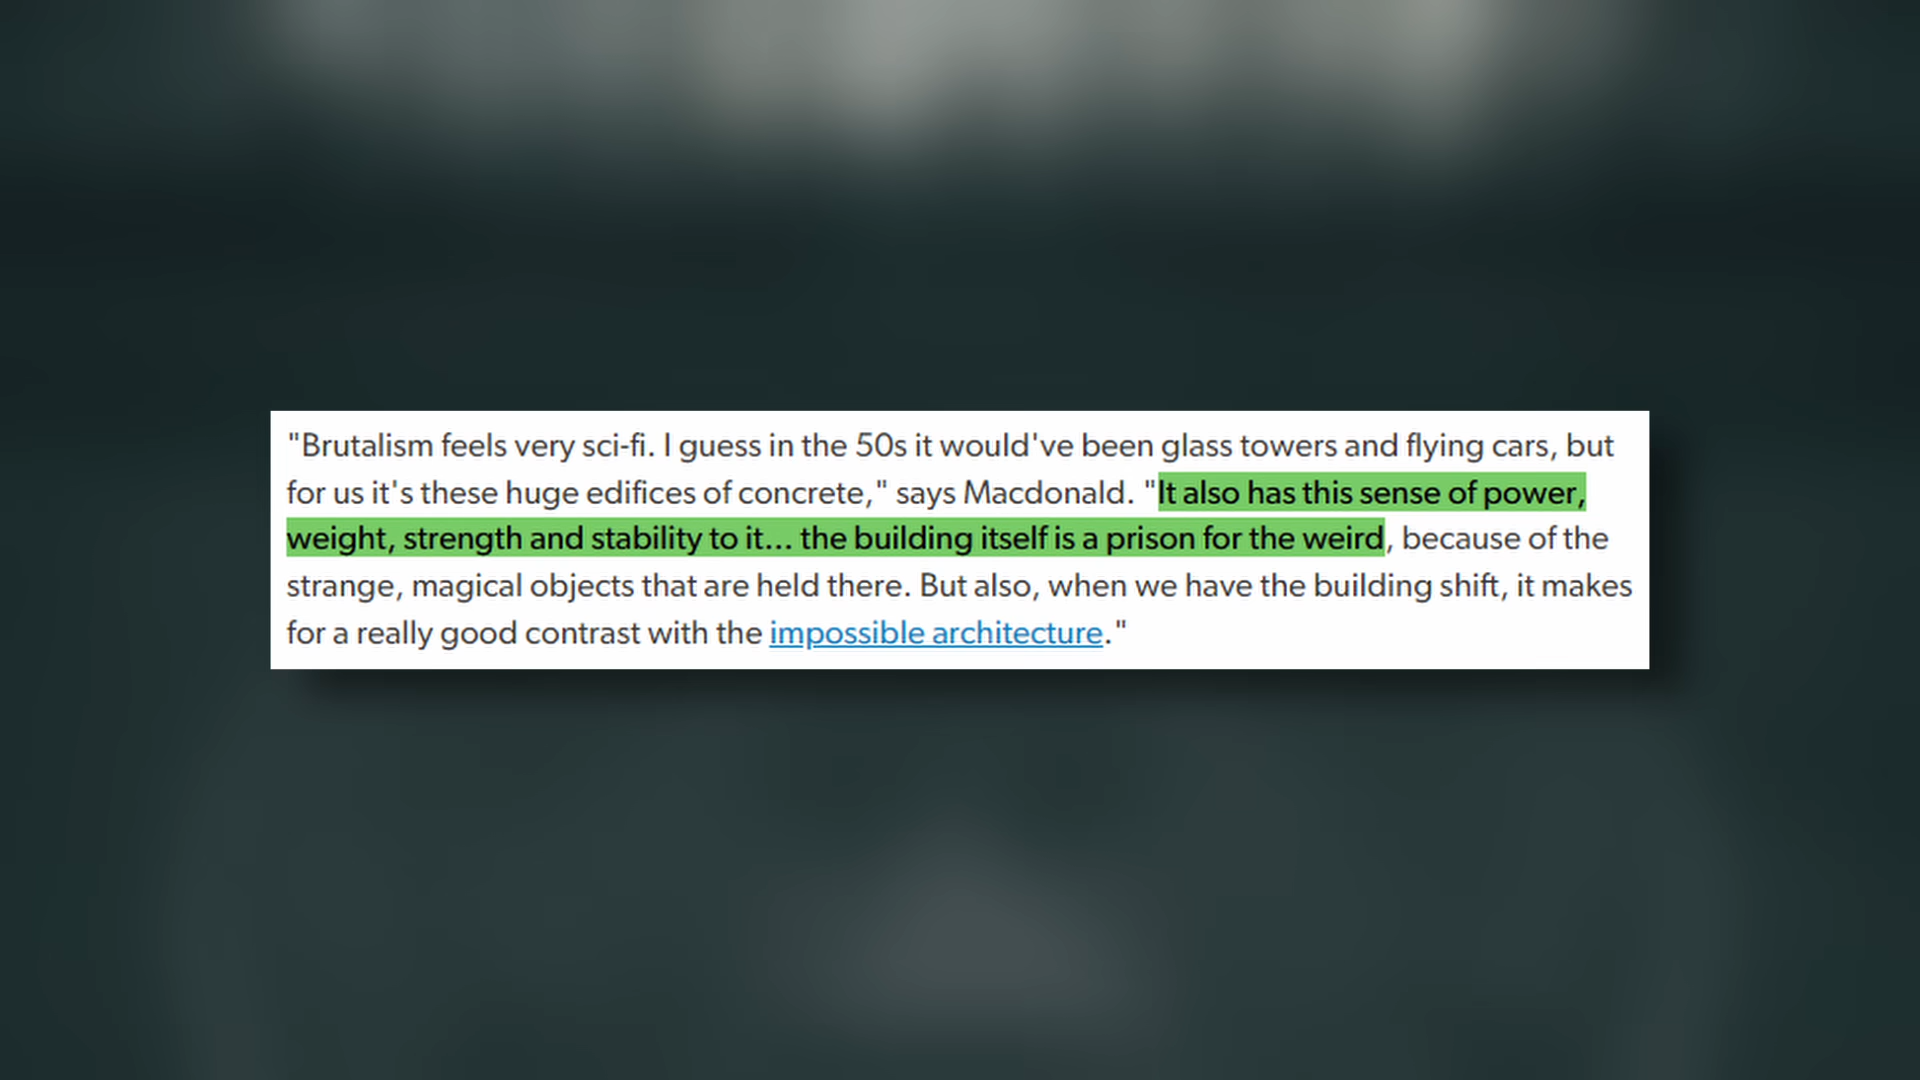 "Brutalism feels very sci-fi. I guess in the 50s it would've been glass towers and flying cars, but
for us it's these huge edifices of concrete," says Macdonald. "It also has this sense of power,
weight, strength and stability to it... the building itself is a prison for the weird, because of the
strange, magical objects that are held there. But also, when we have the building shift, it makes
for a really good contrast with the impossible architecture."